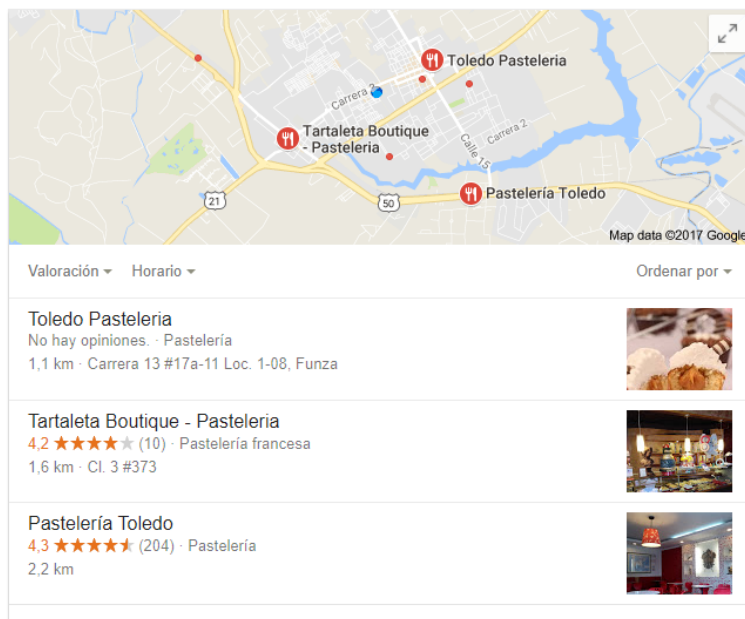 Toledo Pasteleria
Carrera 2
Tartaleta Boutique
- Pasteleria
Carrera 2
Calle 15
Pastelería Toledo
21
50
Map data ©2017 Google
Valoración
Horario
Ordenar por
Toledo Pasteleria
No hay opiniones. · Pastelería
1,1 km · Carrera 13 #17a-11 Loc. 1-08, Funza
Tartaleta Boutique - Pasteleria
4,2 ★★★★★ (10) · Pastelería francesa
1,6 km · Cl. 3 #373
Pastelería Toledo
4,3 ★★★★★ (204) · Pastelería
2,2 km